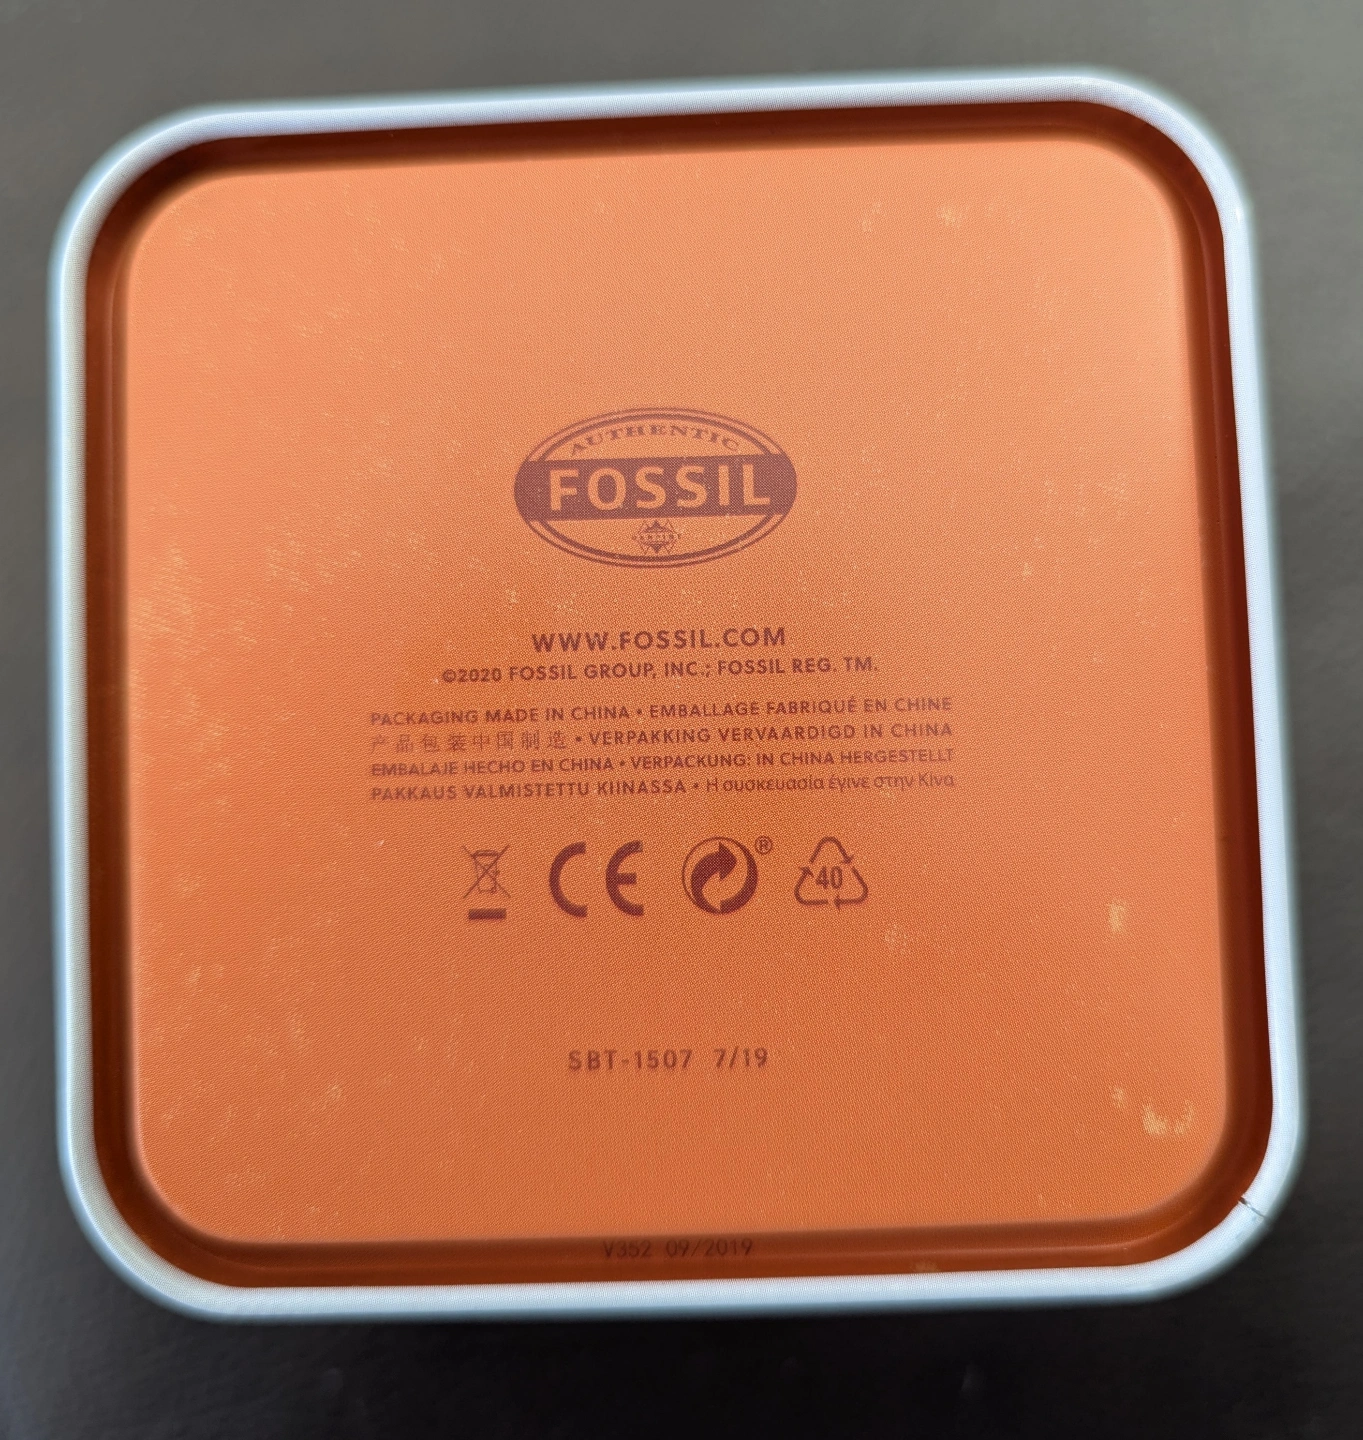 AUTHENTIC
FOSSIL
WWW.FOSSIL.COM
©2020 FOSSIL GROUP, INC.; FOSSIL REG. TM.
PACKAGING MADE IN CHINA • EMBALLAGE FABRIQUÉ EN CHINE
产品包装中国制造 • VERPAKKING VERVAARDIGD IN CHINA
EMBALAJE HECHO EN CHINA • VERPACKUNG: IN CHINA HERGESTELLT
PAKKAUS VALMISTETTU KIINASSA • Η συσκευασία έγινε στην Κίνα
CE ®
40
SBT-1507 7/19
V352 09/2019